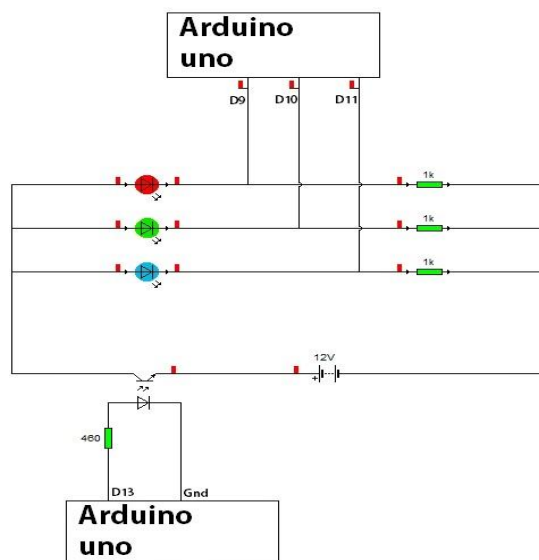 Arduino
uno
D9
D10
D11
1k
1k
1k
12V
+
460
D13
Gnd
Arduino
uno